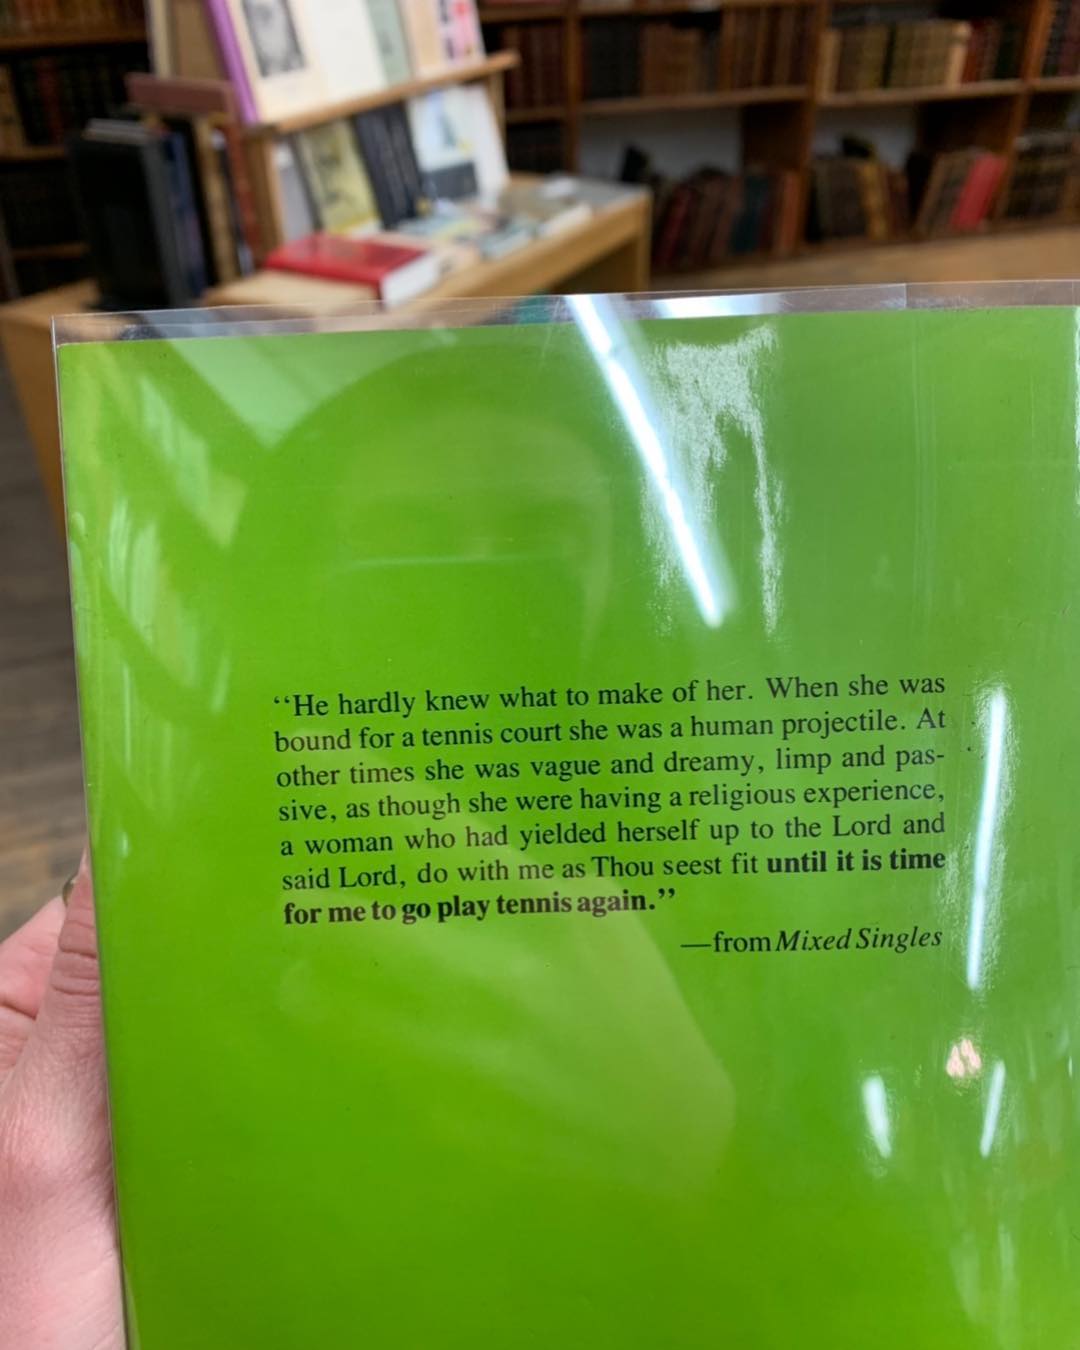 “He hardly knew what to make of her. When she was
bound for a tennis court she was a human projectile. At
other times she was vague and dreamy, limp and pas-
sive, as though she were having a religious experience,
a woman who had yielded herself up to the Lord and
said Lord, do with me as Thou seest fit until it is time
for me to go play tennis again.”
—from Mixed Singles